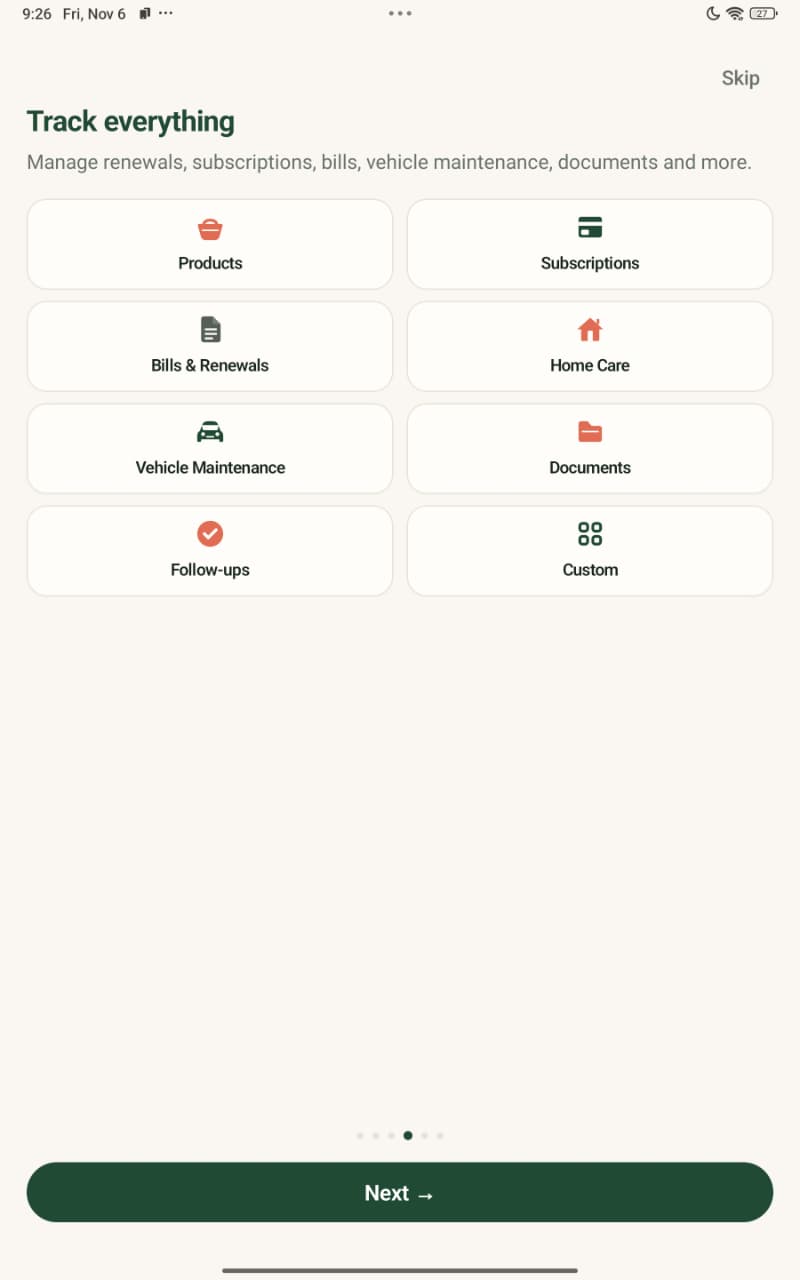 9:26 Fri, Nov 6 ... 27
Skip
Track everything
Manage renewals, subscriptions, bills, vehicle maintenance, documents and more.
Products
Subscriptions
Bills & Renewals
Home Care
Vehicle Maintenance
Documents
Follow-ups
Custom
Next →